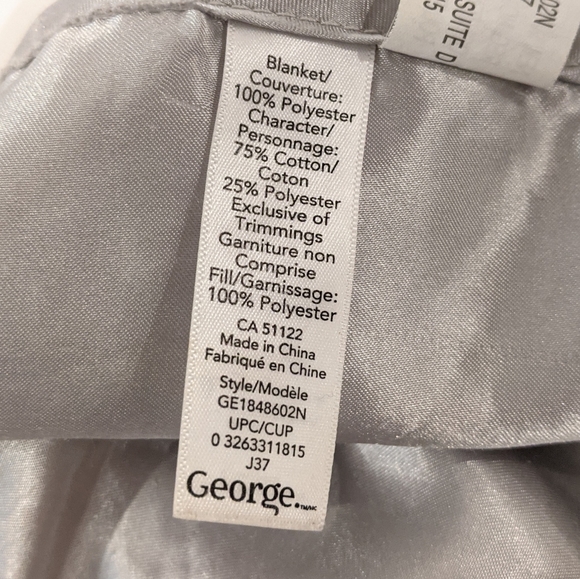 Blanket/
Couverture:
100% Polyester
Character/
Personnage:
75% Cotton/
Coton
25% Polyester
Exclusive of
Trimmings
Garniture non
Comprise
Fill/Garnissage:
100% Polyester
CA 51122
Made in China
Fabriqué en Chine
Style/Modèle
GE1848602N
UPC/CUP
0 3263311815
J37
George.
02N
SUITE D